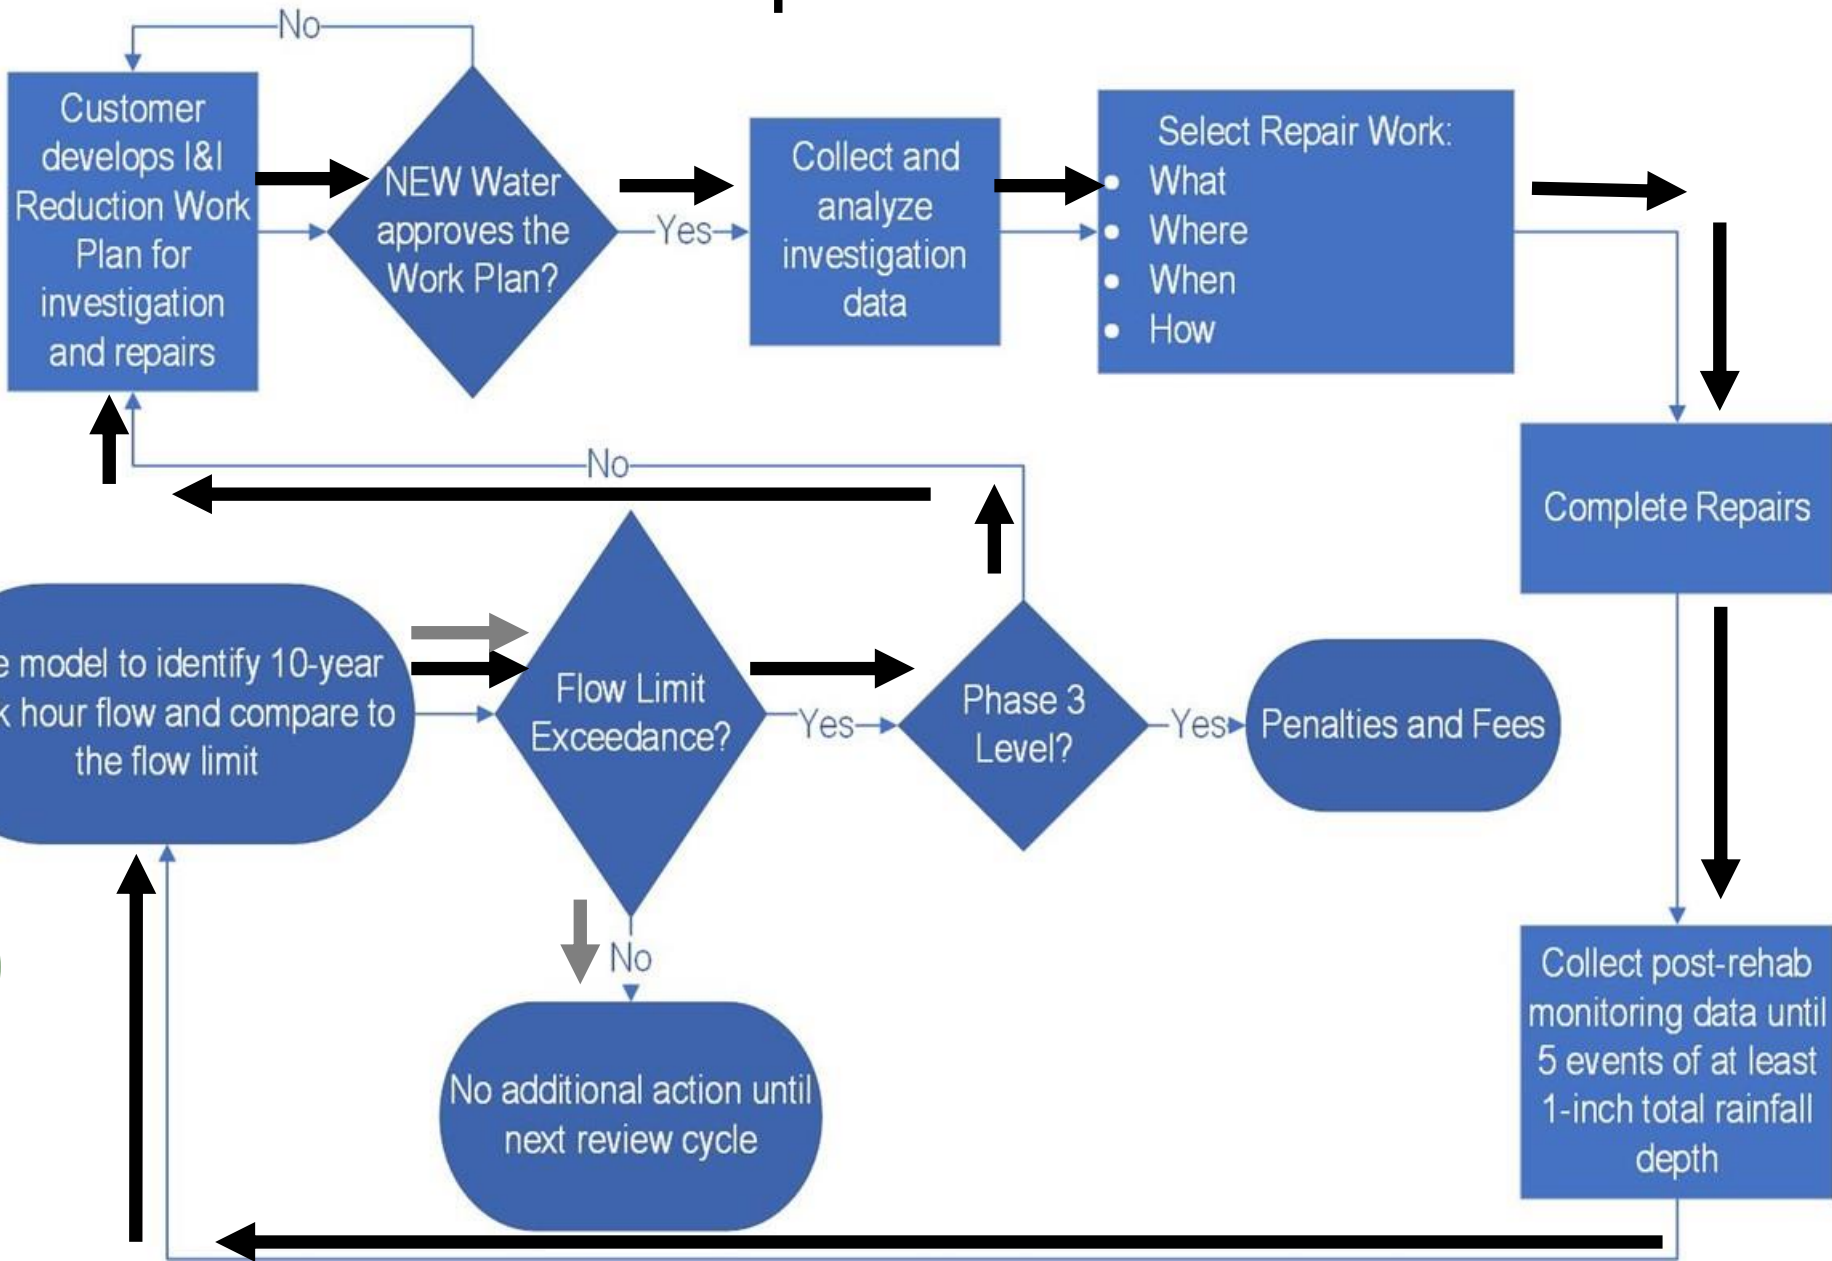 No
Customer
develops I&I
Reduction Work
Plan for
investigation
and repairs
NEW Water
approves the
Work Plan?
Yes
Collect and
analyze
investigation
data
Select Repair Work:
• What
• Where
• When
• How
Complete Repairs
No
model to identify 10-year
hour flow and compare to
the flow limit
Flow Limit
Exceedance?
Yes
Phase 3
Level?
Yes
Penalties and Fees
No
No additional action until
next review cycle
Collect post-rehab
monitoring data until
5 events of at least
1-inch total rainfall
depth